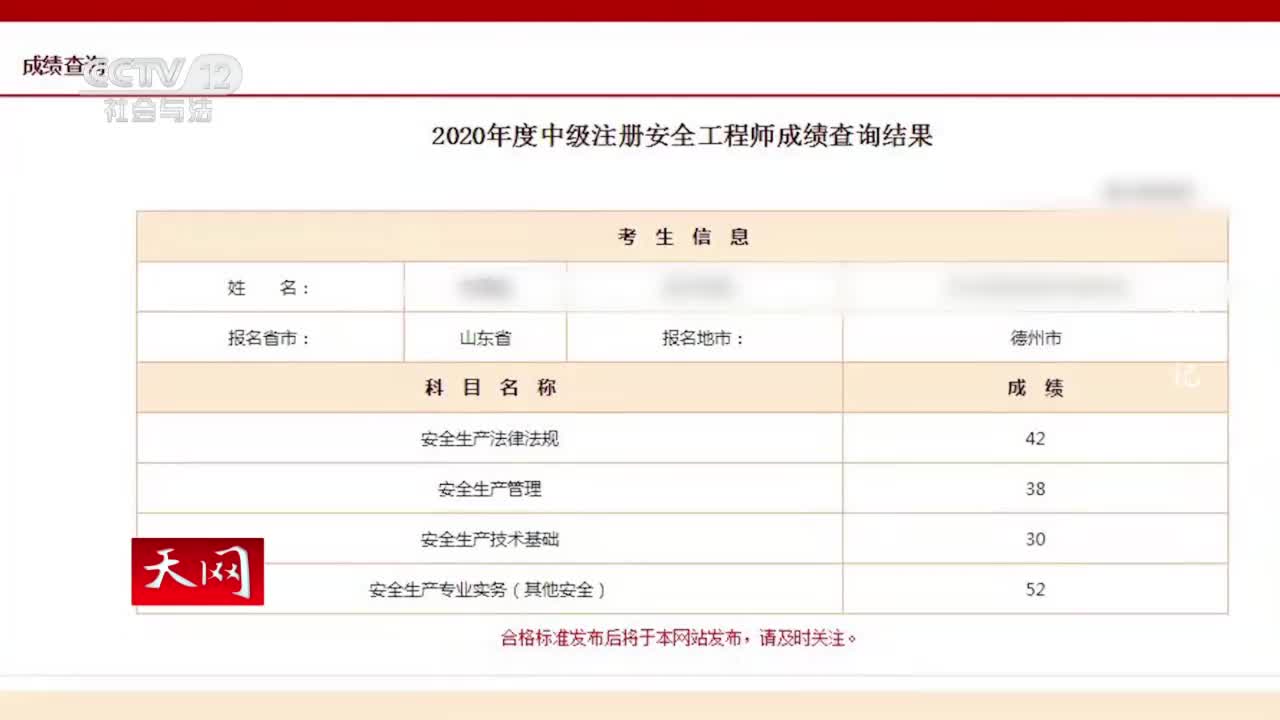 成绩查询
CCTV 12
社会与法
2020年度中级注册安全工程师成绩查询结果
考 生 信 息
姓 名：
报名省市： 山东省 报名地市： 德州市
科 目 名 称 成 绩
安全生产法律法规 42
安全生产管理 38
安全生产技术基础 30
安全生产专业实务（其他安全） 52
天网
合格标准发布后将于本网站发布，请及时关注。